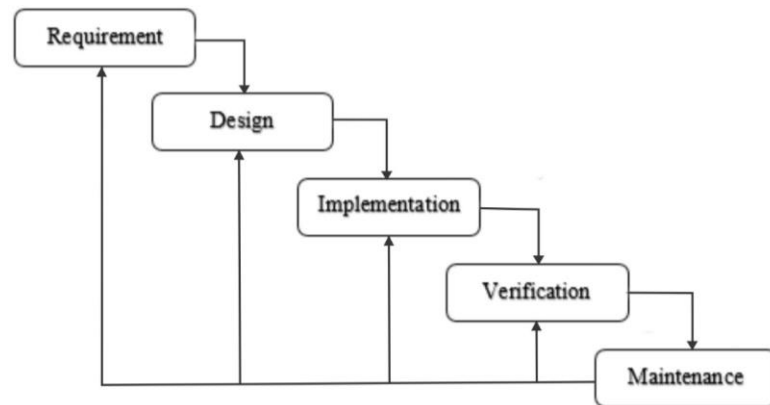 Requirement
Design
Implementation
Verification
Maintenance